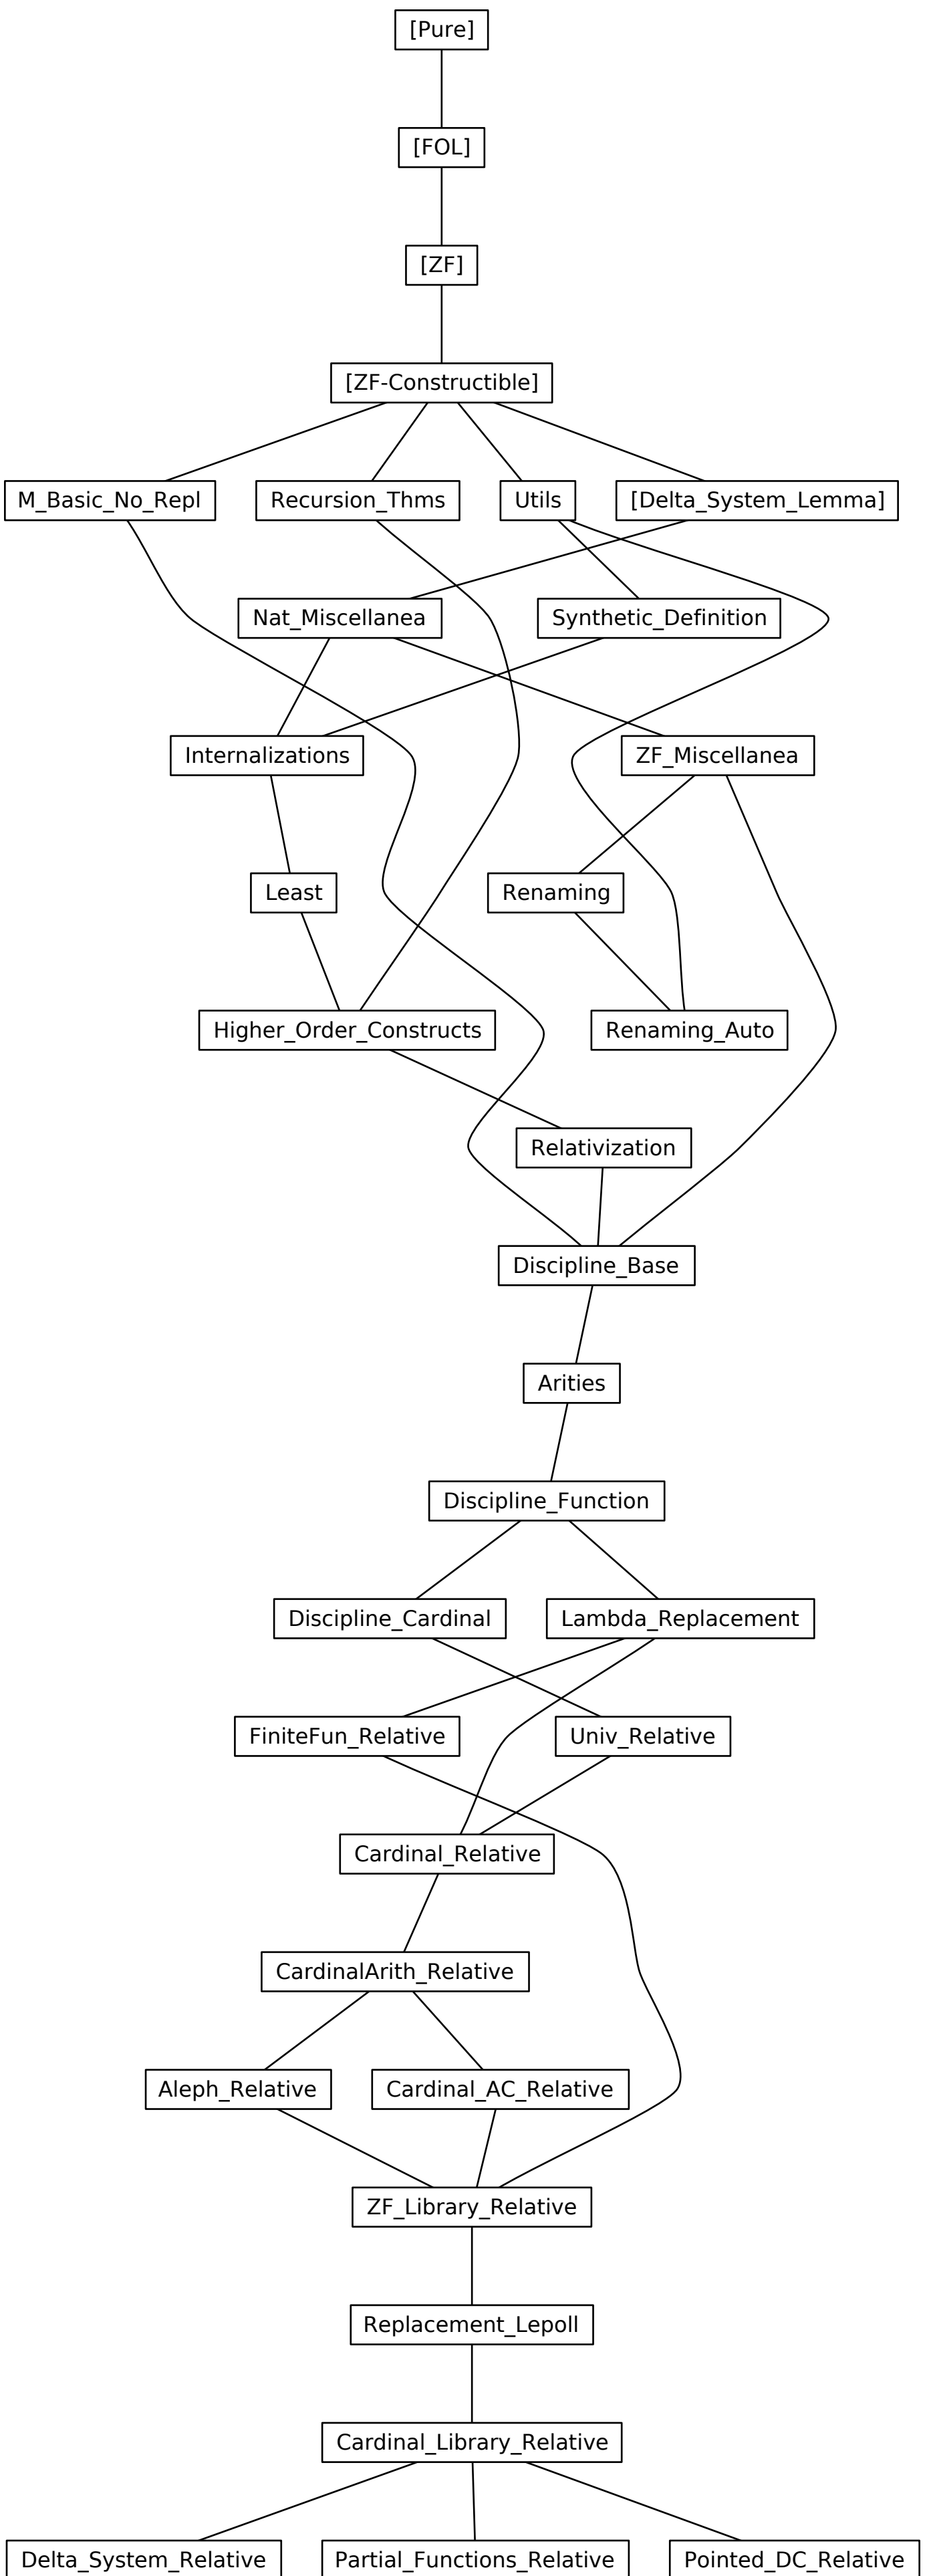 [Pure]
[FOL]
[ZF]
[ZF-Constructible]
M_Basic_No_Repl
Recursion_Thms
Utils
[Delta_System_Lemma]
Nat_Miscellanea
Synthetic_Definition
Internalizations
ZF_Miscellanea
Least
Renaming
Higher_Order_Constructs
Renaming_Auto
Relativization
Discipline_Base
Arities
Discipline_Function
Discipline_Cardinal
Lambda_Replacement
FiniteFun_Relative
Univ_Relative
Cardinal_Relative
CardinalArith_Relative
Aleph_Relative
Cardinal_AC_Relative
ZF_Library_Relative
Replacement_Lepoll
Cardinal_Library_Relative
Delta_System_Relative
Partial_Functions_Relative
Pointed_DC_Relative